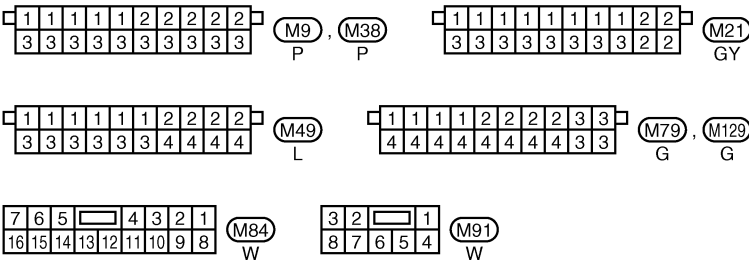 1 1 1 1 1 2 2 2 2 2
3 3 3 3 3 3 3 3 3 3
M9 , M38
P P
1 1 1 1 1 1 1 1 2 2
3 3 3 3 3 3 3 3 2 2
M21
GY
1 1 1 1 1 1 2 2 2 2
3 3 3 3 3 3 4 4 4 4
M49
L
1 1 1 1 2 2 2 2 3 3
4 4 4 4 4 4 4 4 3 3
M79 , M129
G G
7 6 5 4 3 2 1
16 15 14 13 12 11 10 9 8
M84
W
3 2 1
8 7 6 5 4
M91
W